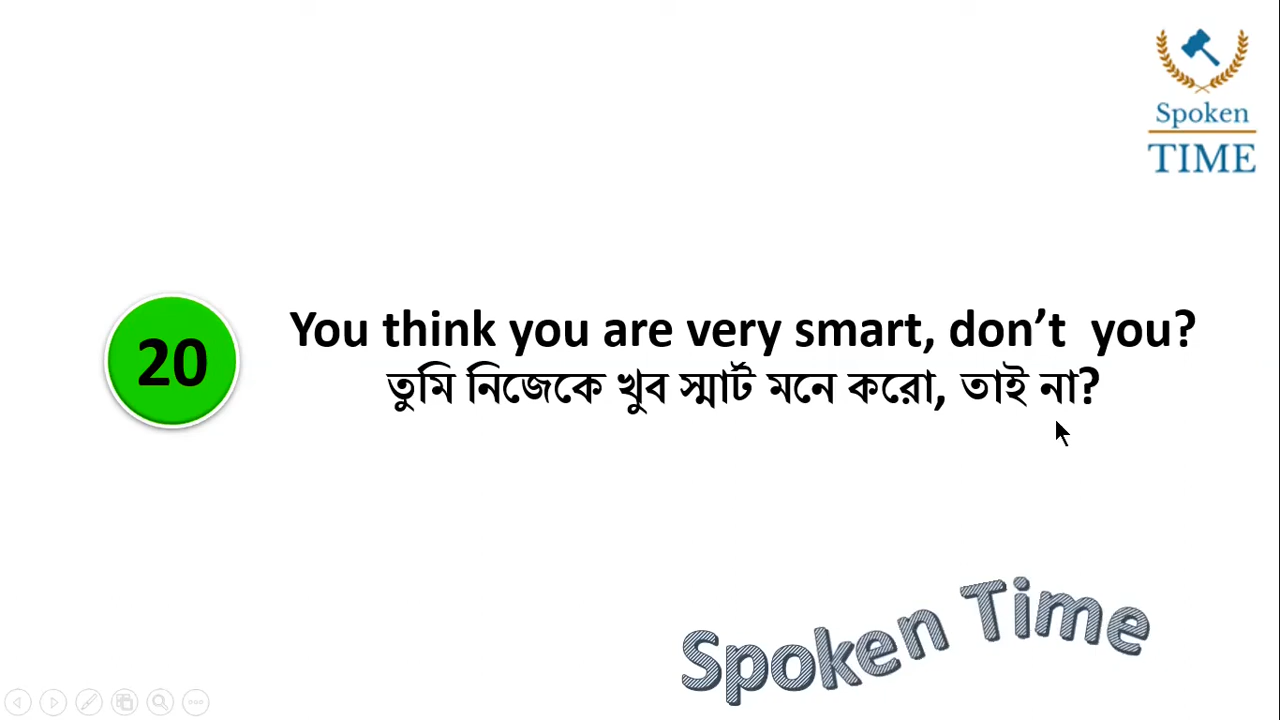 Spoken
TIME
20
You think you are very smart, don’t  you?
তুমি নিজেকে খুব স্মার্ট মনে করো, তাই না?
Spoken Time